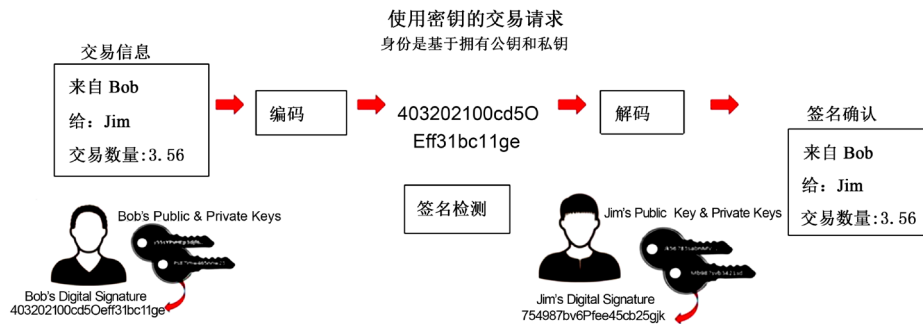 使用密钥的交易请求
身份是基于拥有公钥和私钥
交易信息
来自 Bob
给：Jim
交易数量:3.56
编码
403202100cd5O
Eff31bc11ge
解码
签名确认
来自 Bob
给：Jim
交易数量:3.56
签名检测
Bob's Public & Private Keys
Bob's Digital Signature
403202100cd5Oeff31bc11ge
Jim's Public Key & Private Keys
Jim's Digital Signature
754987bv6Pfee45cb25gjk